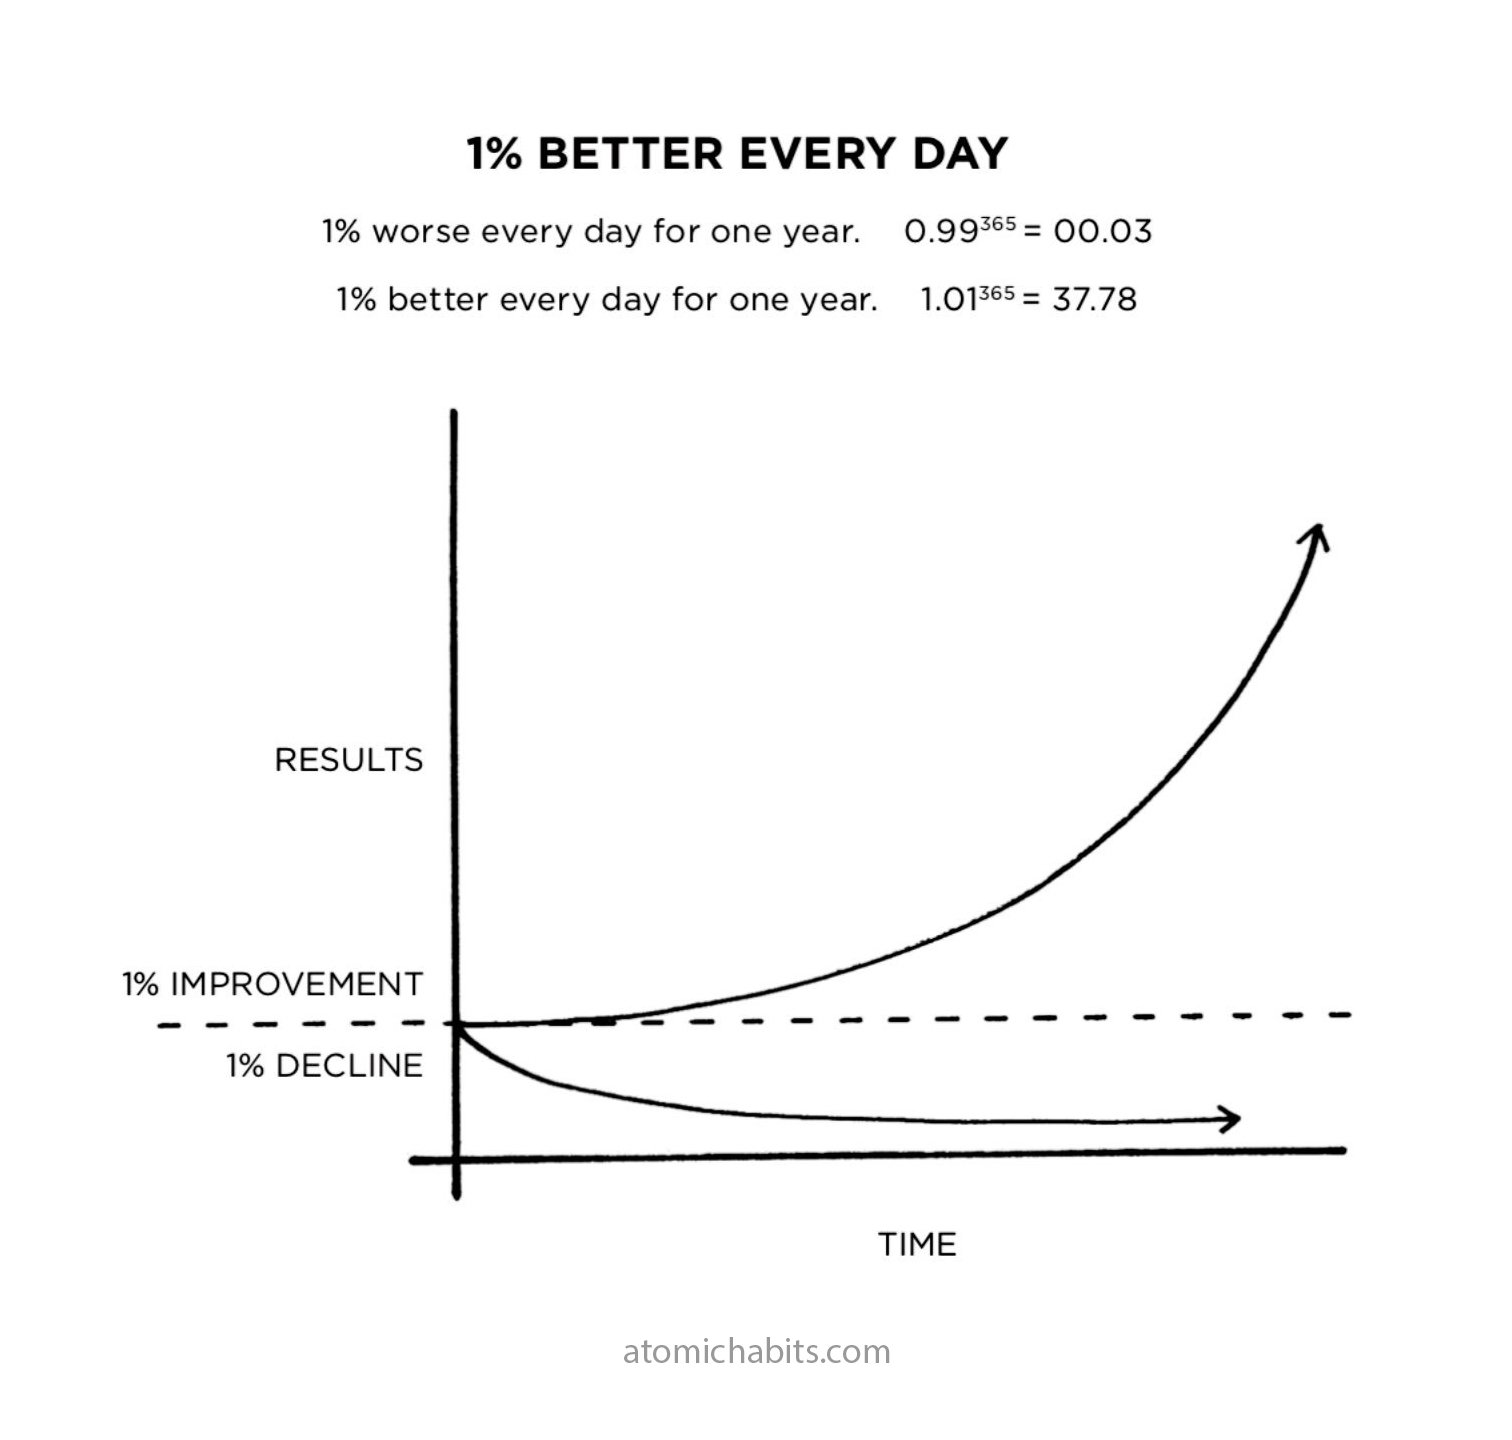 1% BETTER EVERY DAY
1% worse every day for one year. 0.99³⁶⁵ = 00.03
1% better every day for one year. 1.01³⁶⁵ = 37.78
RESULTS
1% IMPROVEMENT
1% DECLINE
TIME
atomichabits.com